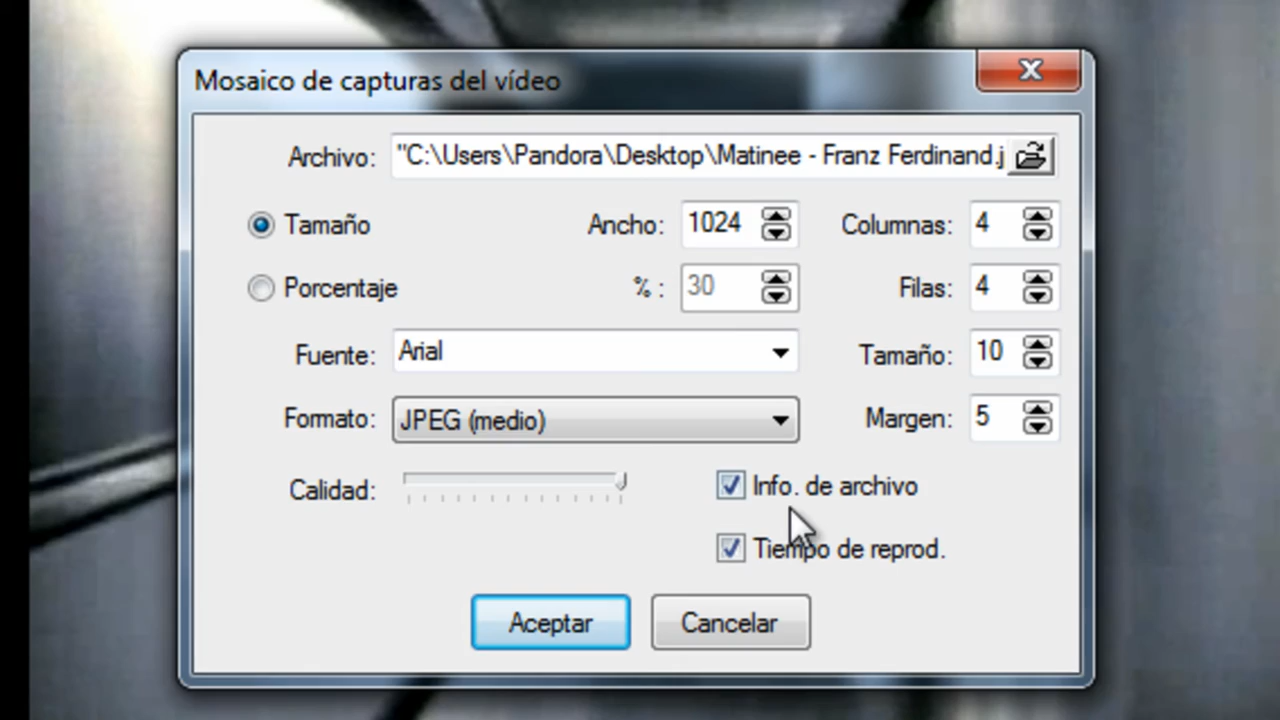 Mosaico de capturas del vídeo
Archivo: "C:\Users\Pandora\Desktop\Matinee - Franz Ferdinand.j
Tamaño Ancho: 1024 Columnas: 4
Porcentaje % : 30 Filas: 4
Fuente: Arial Tamaño: 10
Formato: JPEG (medio) Margen: 5
Calidad: Info. de archivo
Tiempo de reprod.
Aceptar Cancelar